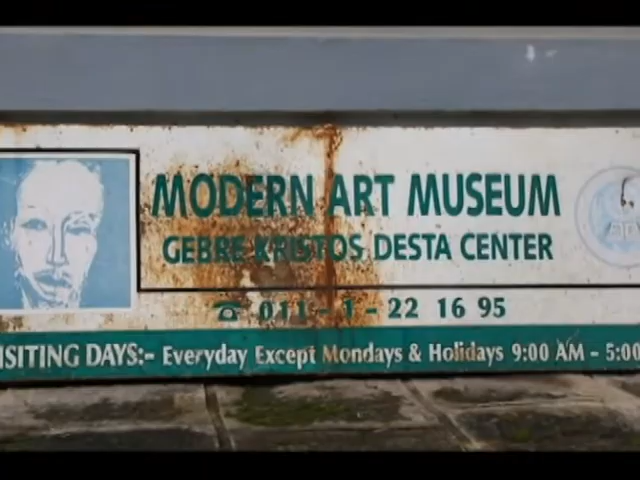 MODERN ART MUSEUM
GEBRE KRISTOS DESTA CENTER
☎ 011 - 1 - 22 16 95
ISITING DAYS:- Everyday Except Mondays & Holidays 9:00 AM - 5:00